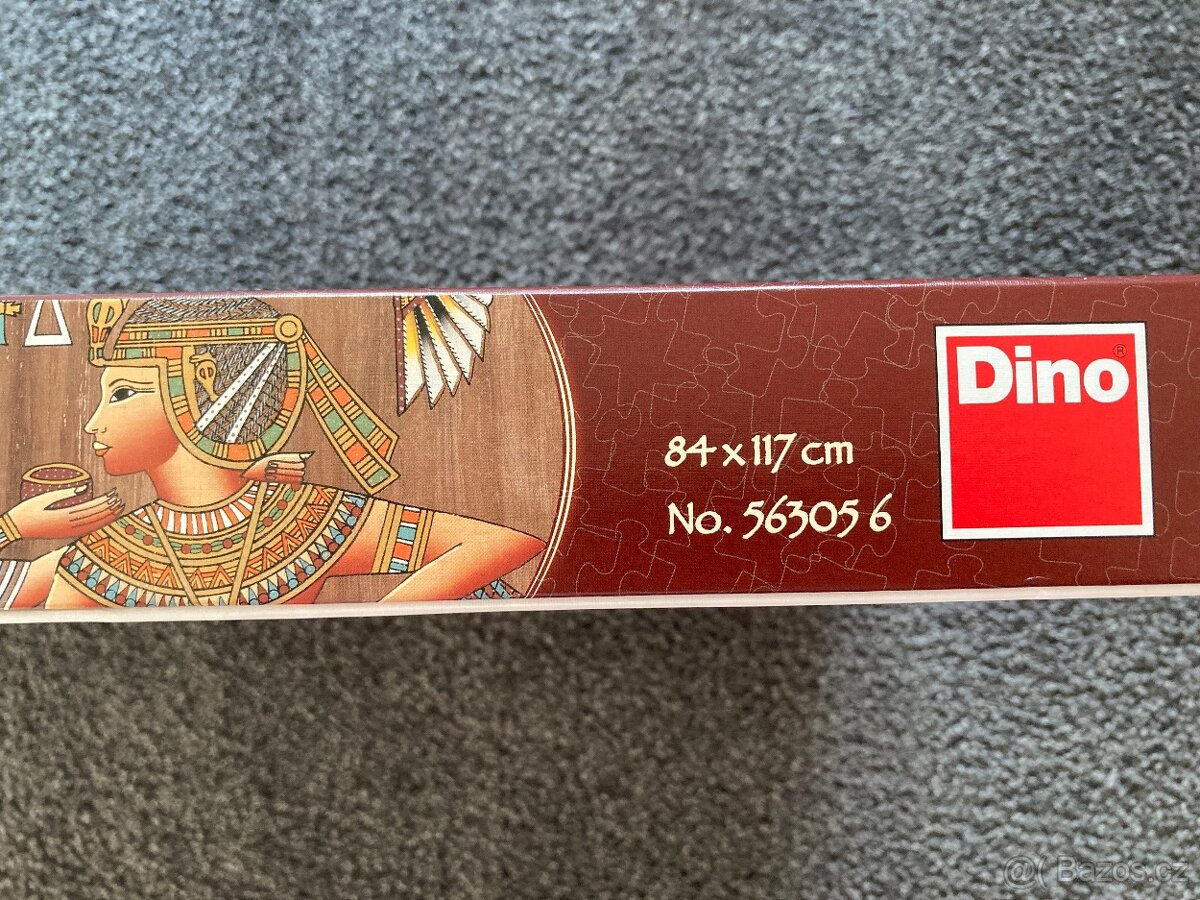 Dino®
84 x 117 cm
No. 56305 6
@( Bazos.cz